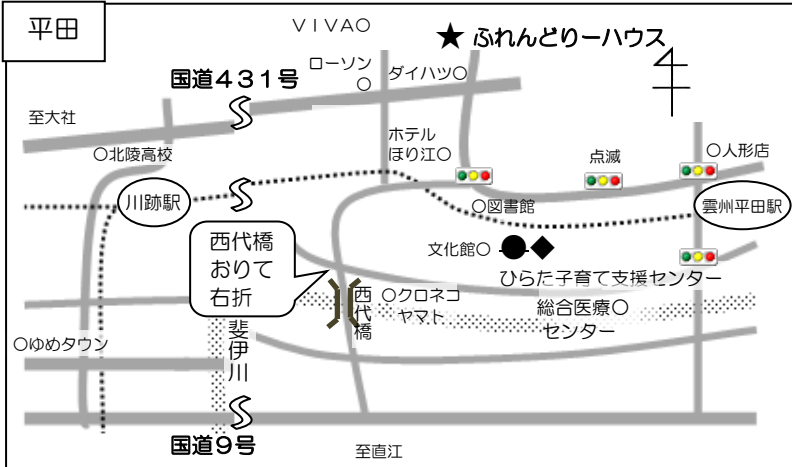 平田
VIVA○
★ ふれんどりーハウス
ローソン
○
ダイハツ○
国道431号
至大社
○北陵高校
ホテル
ほり江○
点滅
○人形店
川跡駅
○図書館
雲州平田駅
西代橋
おりて
右折
文化館○
ひらた子育て支援センター
西代橋
○クロネコ
ヤマト
総合医療○
センター
斐伊川
○ゆめタウン
国道9号
至直江